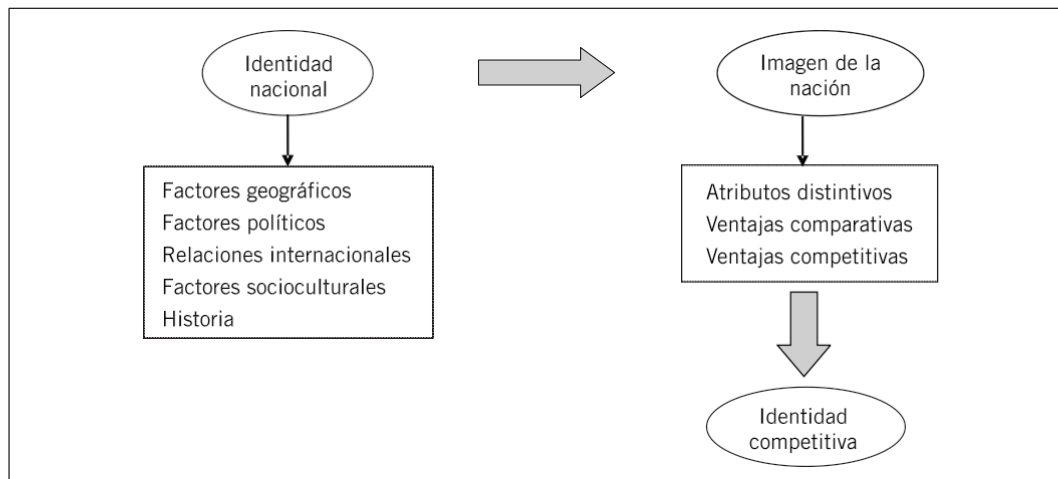 Identidad
nacional
Factores geográficos
Factores políticos
Relaciones internacionales
Factores socioculturales
Historia
Imagen de la
nación
Atributos distintivos
Ventajas comparativas
Ventajas competitivas
Identidad
competitiva